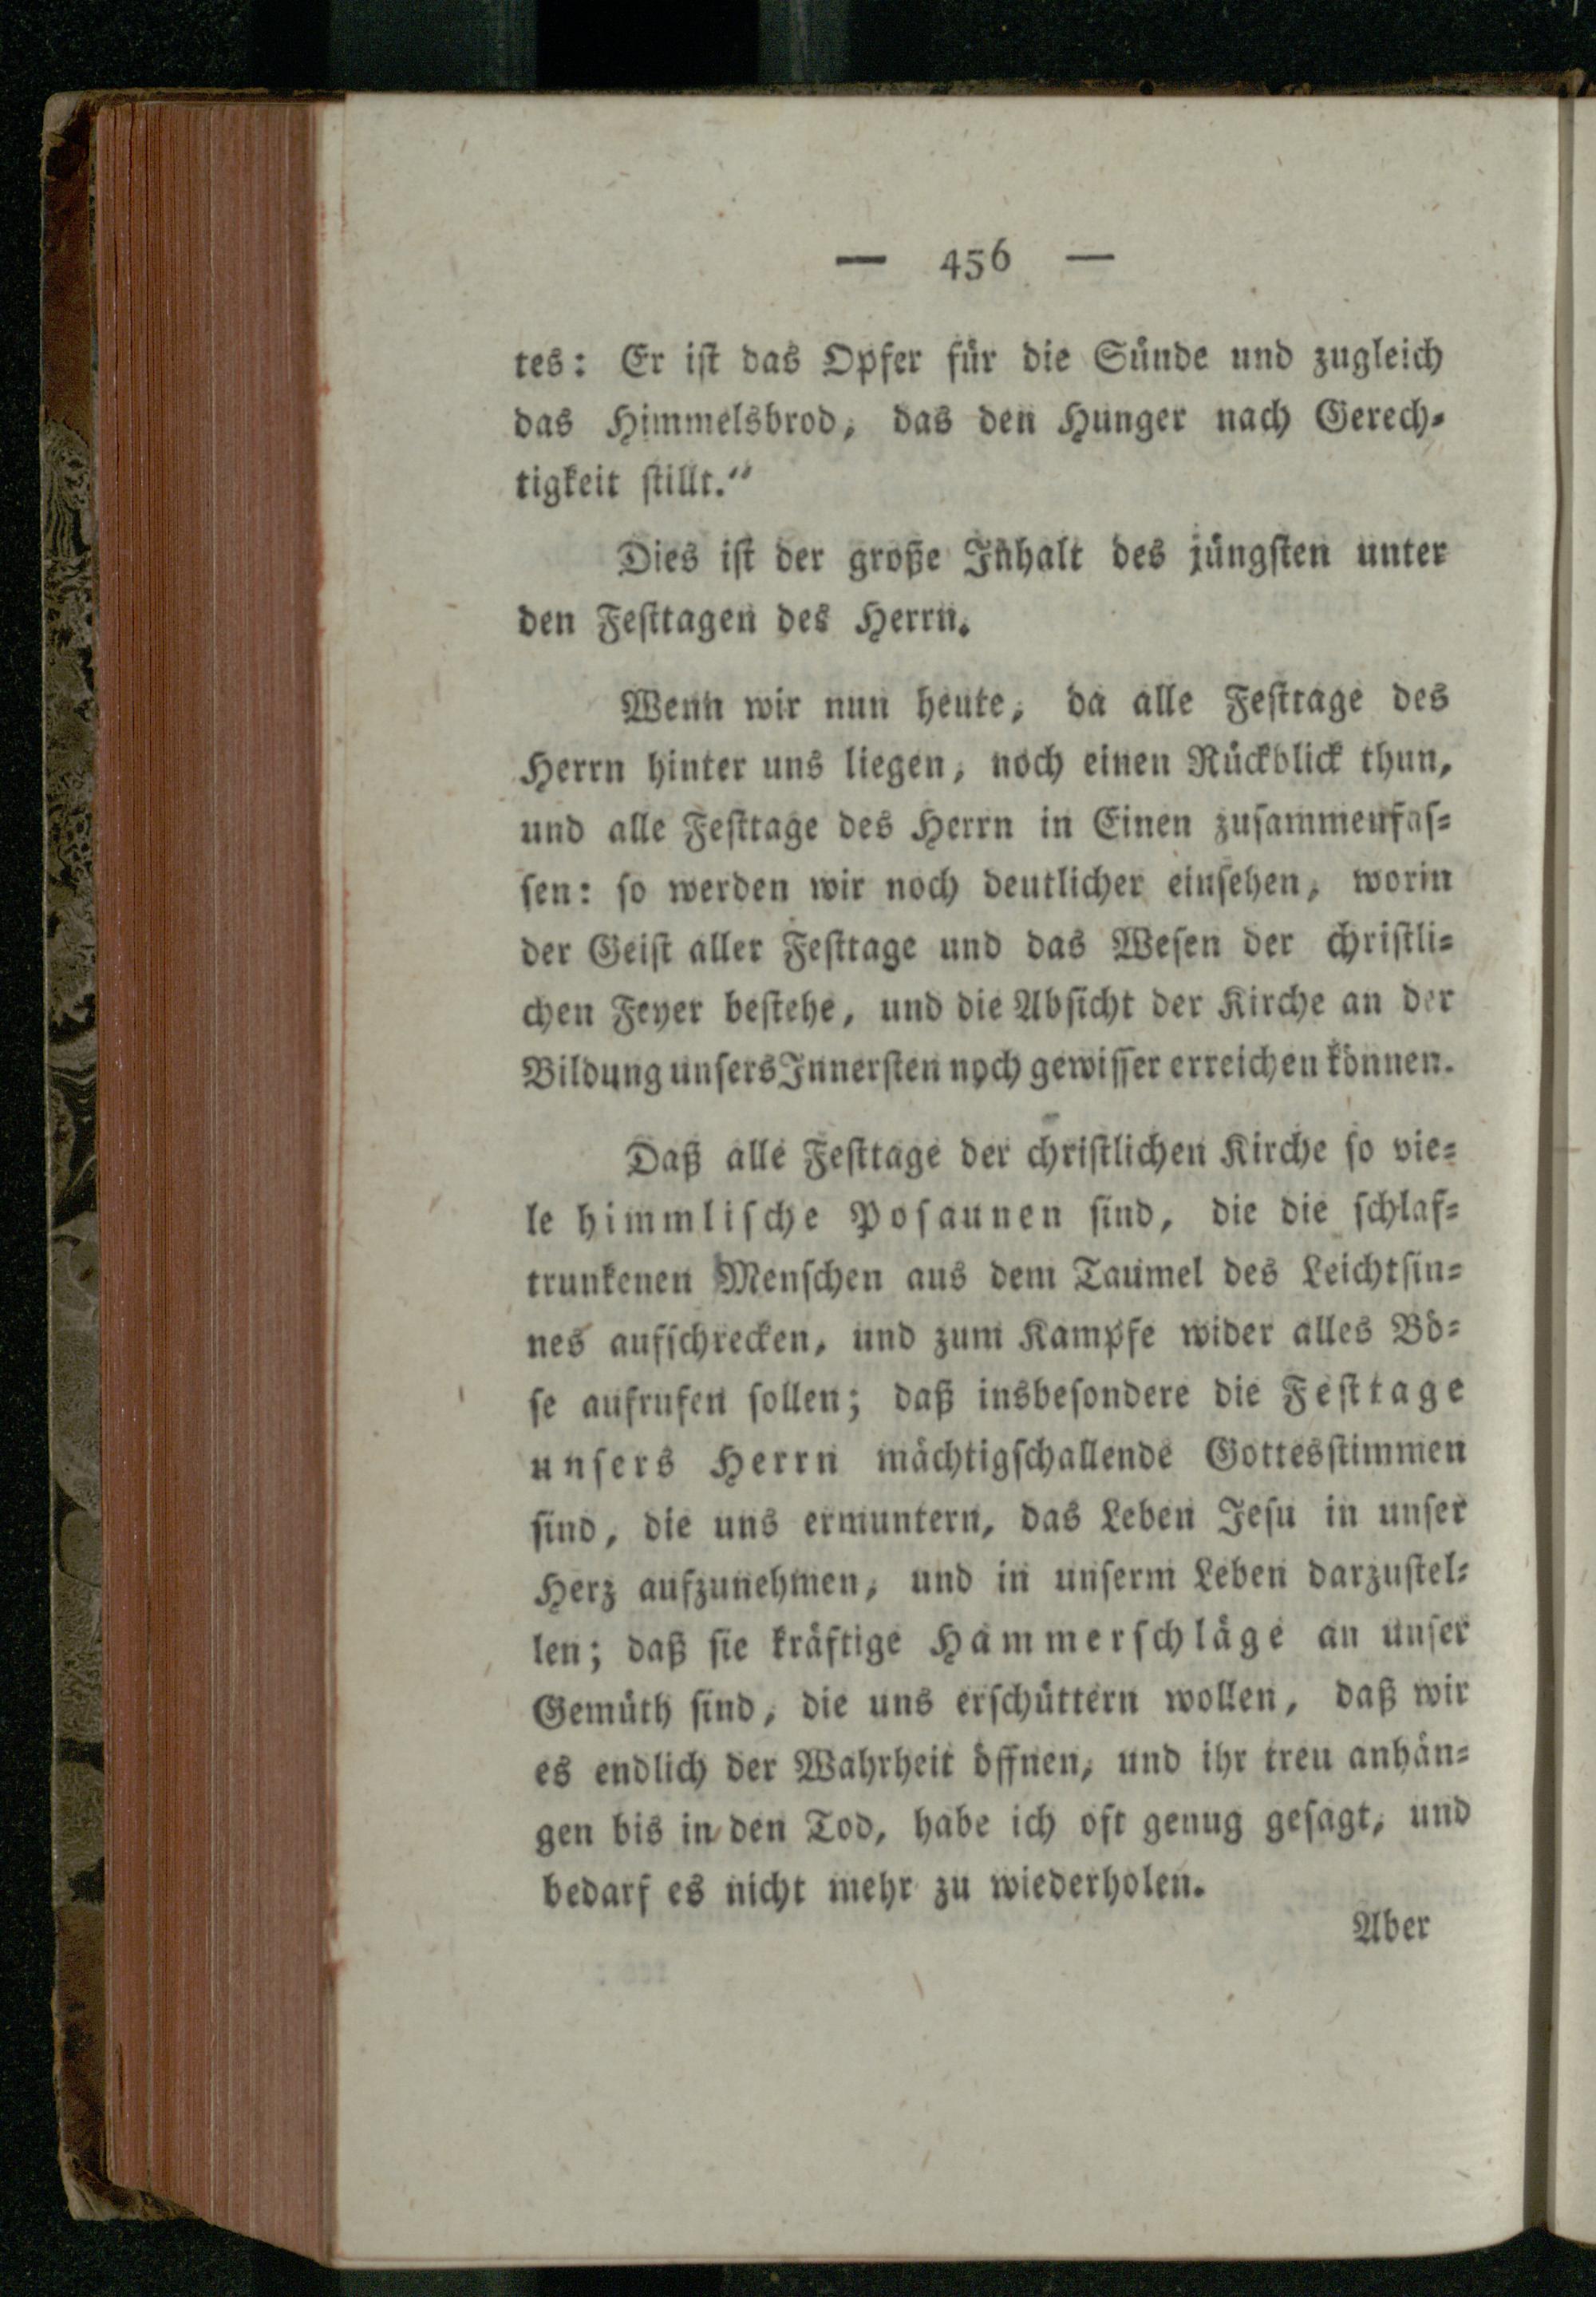 — 456 —
tes: Er ist das Opfer für die Sünde und zugleich
das Himmelsbrod, das den Hunger nach Gerech-
tigkeit stillt.“
Dies ist der große Inhalt des jüngsten unter
den Festtagen des Herrn.
Wenn wir nun heute, da alle Festtage des
Herrn hinter uns liegen, noch einen Rückblick thun,
und alle Festtage des Herrn in Einen zusammenfas-
sen: so werden wir noch deutlicher einsehen, worin
der Geist aller Festtage und das Wesen der christli-
chen Feyer bestehe, und die Absicht der Kirche an der
Bildung unsers Innersten noch gewisser erreichen können.
Daß alle Festtage der christlichen Kirche so vie-
le himmlische Posaunen sind, die die schlaf-
trunkenen Menschen aus dem Taumel des Leichtsin-
nes aufschrecken, und zum Kampfe wider alles Bö-
se aufrufen sollen; daß insbesondere die Festtage
unsers Herrn mächtigschallende Gottesstimmen
sind, die uns ermuntern, das Leben Jesu in unser
Herz aufzunehmen, und in unserm Leben darzustel-
len; daß sie kräftige Hammerschläge an unser
Gemüth sind, die uns erschüttern wollen, daß wir
es endlich der Wahrheit öffnen, und ihr treu anhän-
gen bis in den Tod, habe ich oft genug gesagt, und
bedarf es nicht mehr zu wiederholen.
Aber